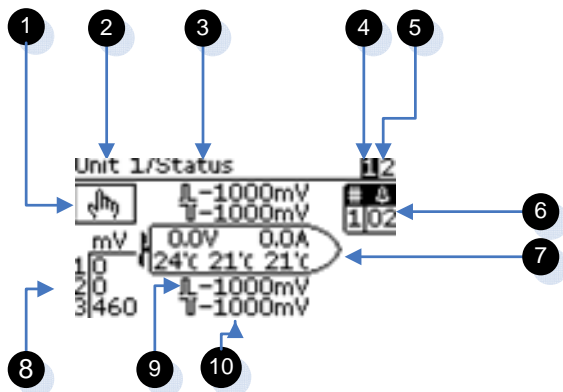 1 2 3 4 5
Unit 1/Status 1 2
-1000mV
-1000mV
# 
1 02
6
mV 0.0V 0.0A
24°c 21°c 21°c
7
1 0
2 0
3 460
-1000mV
-1000mV
8 9 10